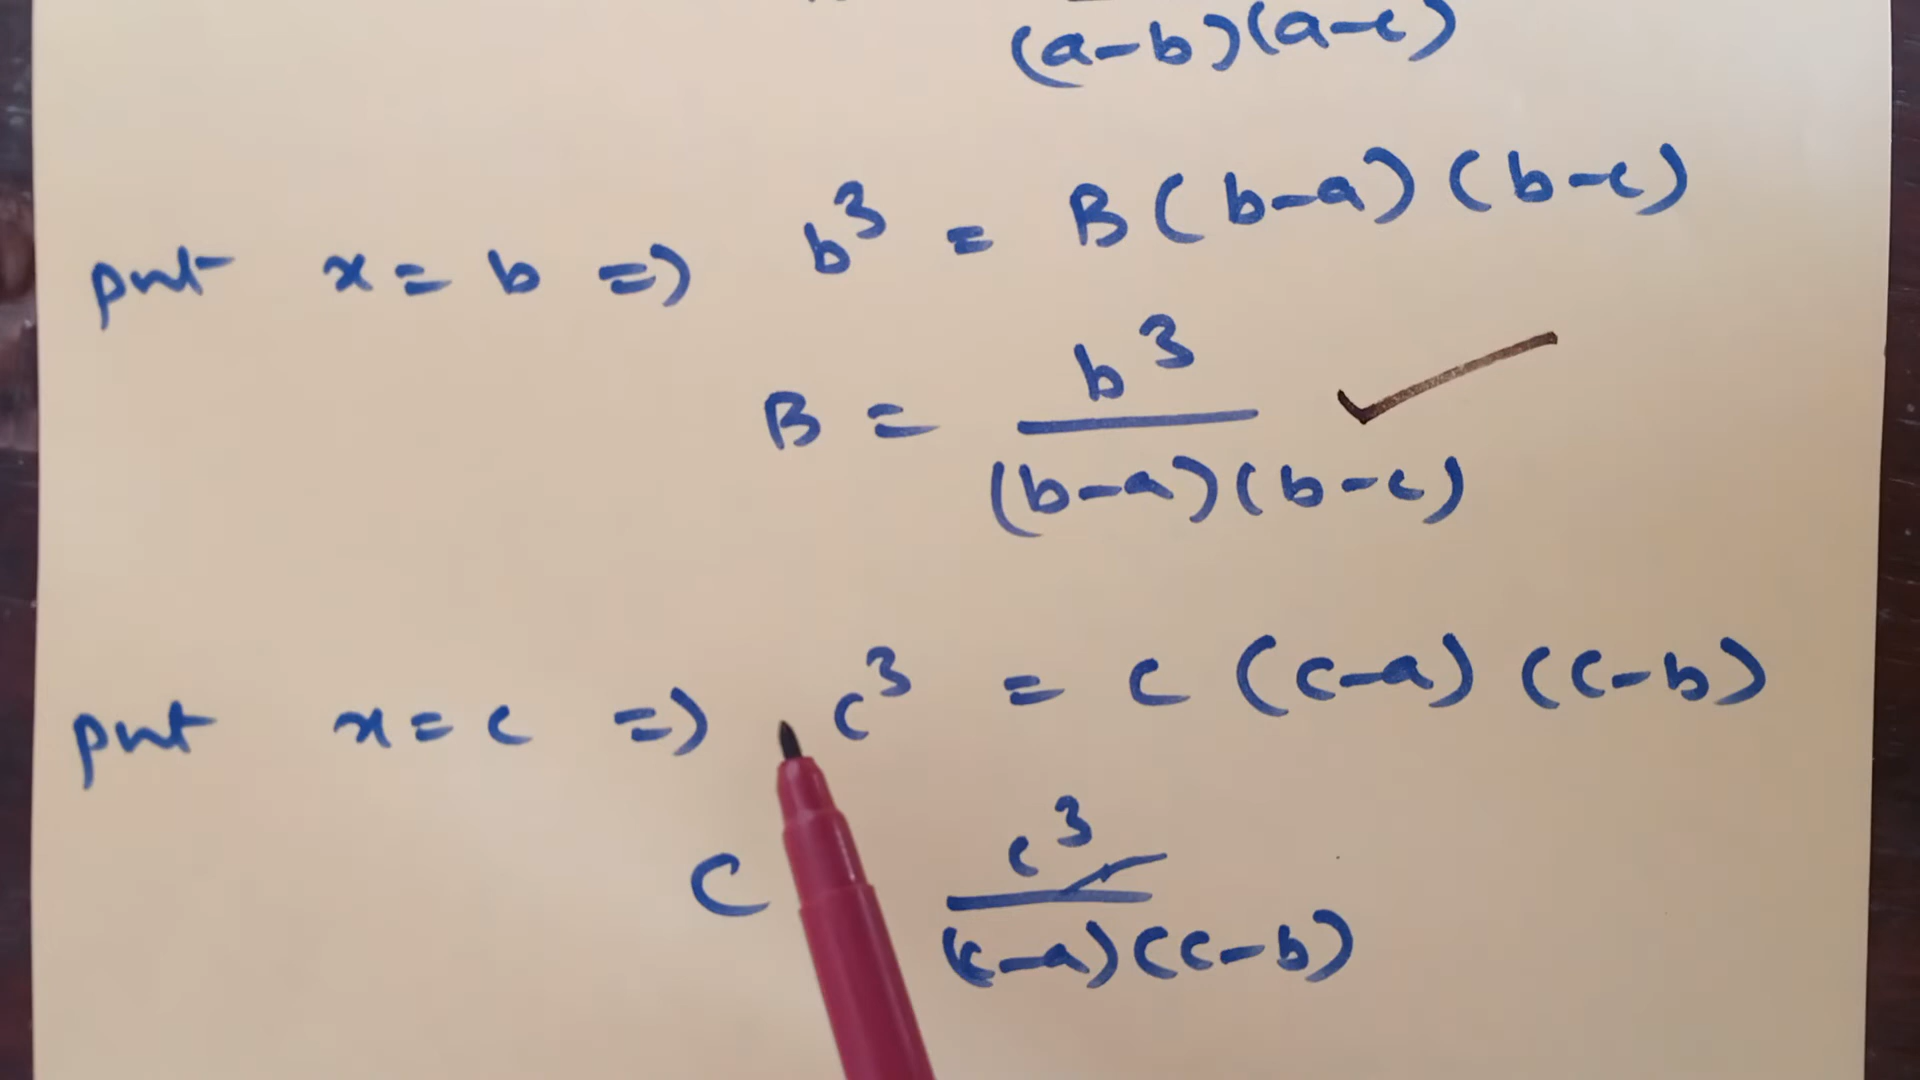 (a-b)(a-c)
put x = b => b³ = B(b-a)(b-c)
B = b³
(b-a)(b-c)
put x = c => c³ = C (c-a)(c-b)
C c³
(c-a)(c-b)